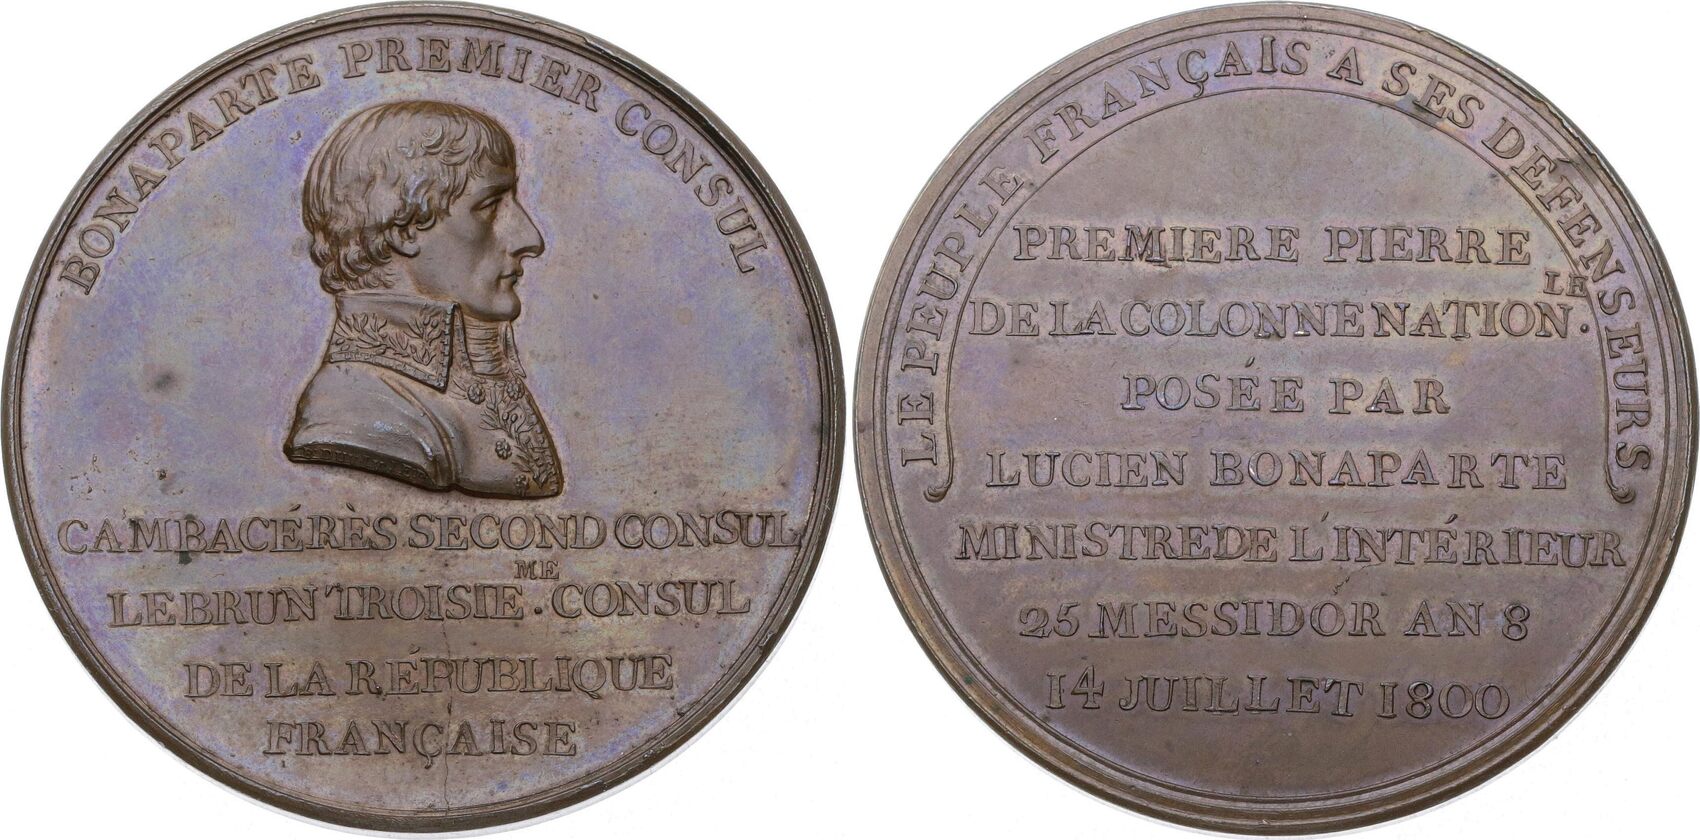 BONAPARTE PREMIER CONSUL
CAMBACÉRÈS SECOND CONSUL
LEBRUN TROISIE.ME CONSUL
DE LA RÉPUBLIQUE
FRANÇAISE
LE PEUPLE FRANÇAIS A SES DÉFENSEURS
PREMIERE PIERRE
DE LA COLONNE NATION.LE
POSÉE PAR
LUCIEN BONAPARTE
MINISTRE DE L'INTÉRIEUR
25 MESSIDOR AN 8
14 JUILLET 1800